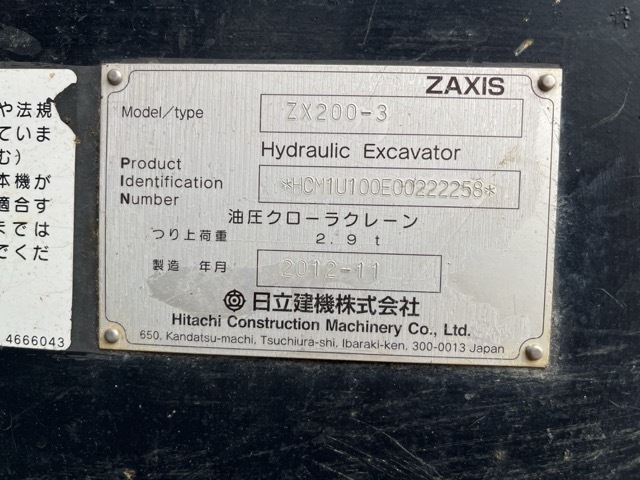 や法規
ていま
む)
本機が
適合す
までは
でくだ
4666043
ZAXIS
Model/type ZX200-3
Hydraulic Excavator
Product
Identification *HCM1U100E00222258*
Number
油圧クローラクレーン
つり上荷重 2.9t
製造 年月 2012-11
日立建機株式会社
Hitachi Construction Machinery Co., Ltd.
650, Kandatsu-machi, Tsuchiura-shi, Ibaraki-ken, 300-0013 Japan